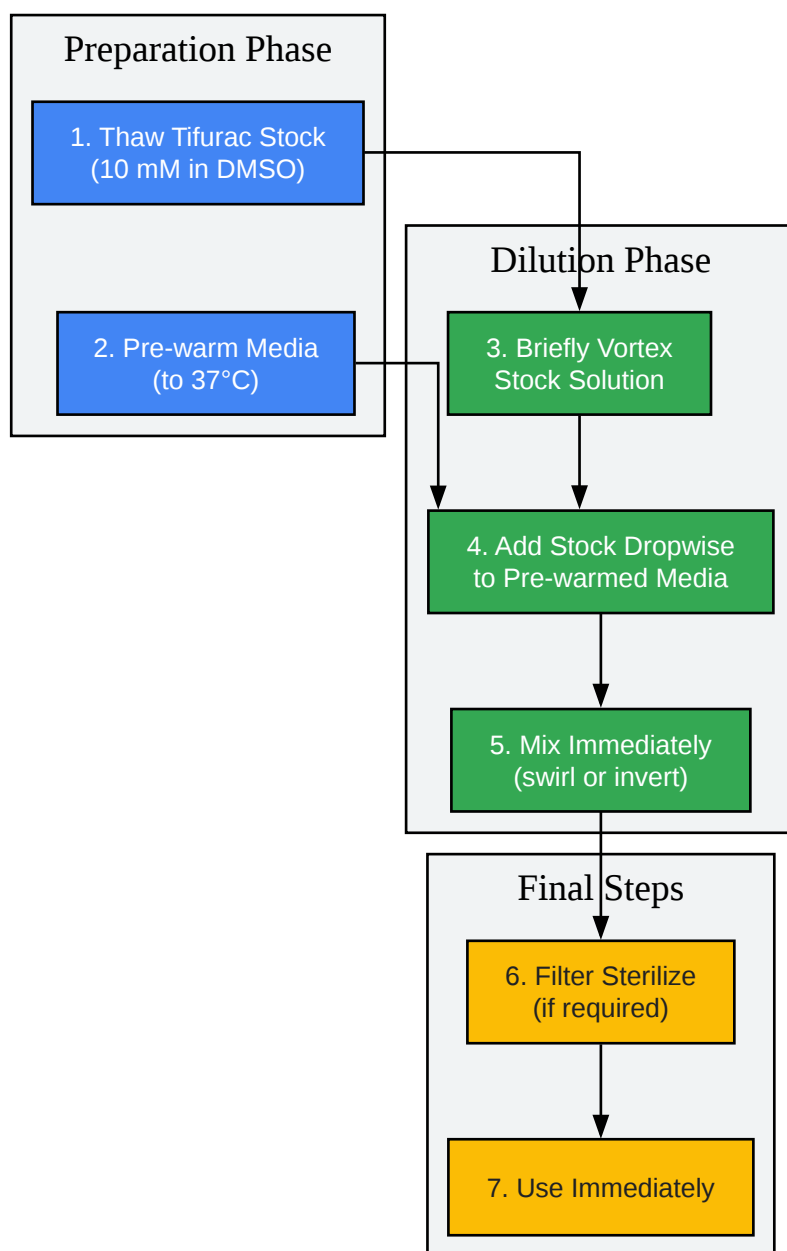 Preparation Phase
1. Thaw Tifurac Stock
(10 mM in DMSO)
2. Pre-warm Media
(to 37°C)
Dilution Phase
3. Briefly Vortex
Stock Solution
4. Add Stock Dropwise
to Pre-warmed Media
5. Mix Immediately
(swirl or invert)
Final Steps
6. Filter Sterilize
(if required)
7. Use Immediately